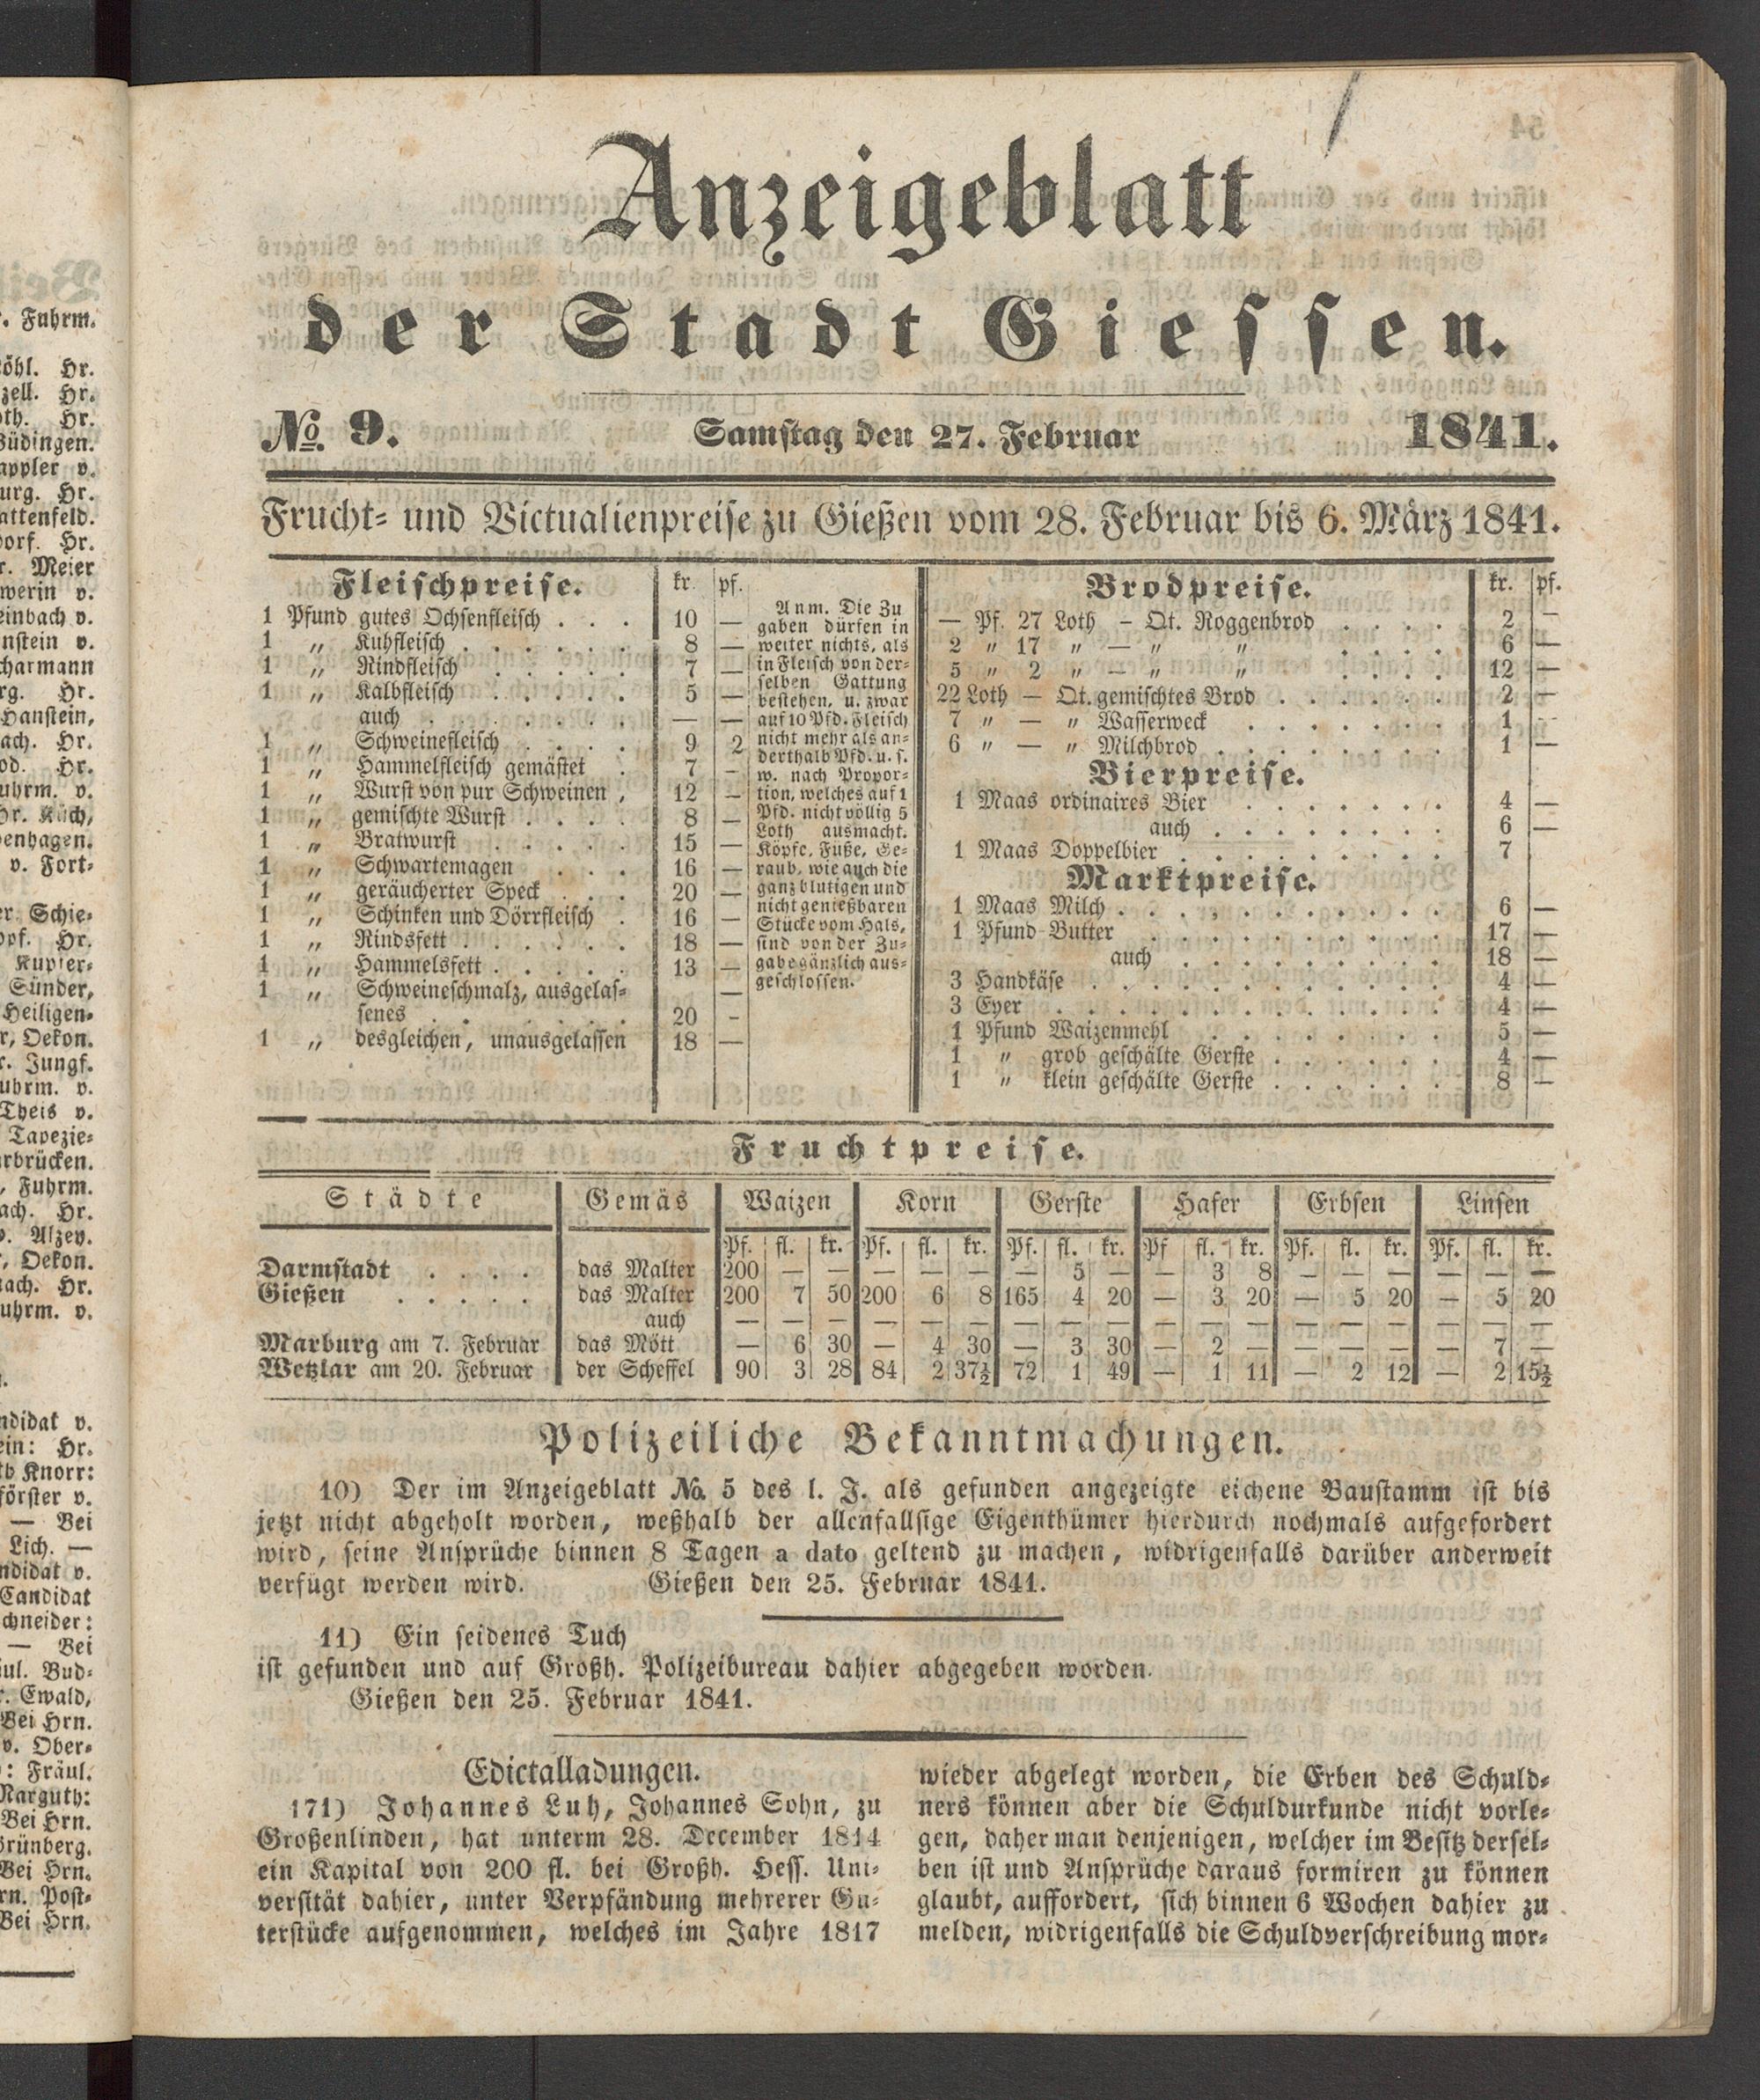 Anzeigeblatt
der Stadt Giessen.
No. 9. Samstag den 27. Februar 1841.
Frucht- und Victualienpreise zu Gießen vom 28. Februar bis 6. März 1841.
Fleischpreise. kr. pf.
1 Pfund gutes Ochsenfleisch . . . 10 —
1 „ Kuhfleisch . . . . . . 8 —
1 „ Rindfleisch . . . . . 7 —
1 „ Kalbfleisch . . . . . 5 —
auch . . . . . . — —
1 „ Schweinefleisch . . . . 9 2
1 „ Hammelfleisch gemästet . 7 —
1 „ Wurst von pur Schweinen , 12 —
1 „ gemischte Wurst . . . . 8 —
1 „ Bratwurst . . . . . 15 —
1 „ Schwartemagen . . . 16 —
1 „ geräucherter Speck . . . 20 —
1 „ Schinken und Dörrfleisch . 16 —
1 „ Rindsfett . . . . . . 18 —
1 „ Hammelsfett . . . . . 13 —
1 „ Schweineschmalz, ausgelas= —
senes . . . . . . 20 -
1 „ desgleichen, unausgelassen 18 —
Anm. Die Zu
gaben dürfen in
weiter nichts, als
in Fleisch von der=
selben Gattung
bestehen, u. zwar
auf 10 Pfd. Fleisch
nicht mehr als an=
derthalb Pfd. u. s.
w. nach Propor=
tion, welches auf 1
Pfd. nicht völlig 5
Loth ausmacht.
Köpfe, Fuße, Ge=
raub, wie auch die
ganz blutigen und
nicht genießbaren
Stücke vom Hals,
sind von der Zu=
gabe gänzlich aus=
geschlossen.
Brodpreise. kr. pf.
— Pf. 27 Loth — Qt. Roggenbrod . . . . 2 —
2 „ 17 „ — „ „ . . . . 6 —
5 „ 2 „ — „ „ . . . . 12 —
22 Loth — Qt. gemischtes Brod . . . . . . 2 —
7 „ — „ Wasserweck . . . . . . . 1 —
6 „ — „ Milchbrod . . . . . . . . 1 —
Bierpreise.
1 Maas ordinaires Bier . . . . . . . 4 —
auch . . . . . . . . 6 —
1 Maas Doppelbier . . . . . . . . . 7
Marktpreise.
1 Maas Milch . . . . . . . . . . . 6 —
1 Pfund Butter . . . . . . . . . . 17 —
auch . . . . . . . . . 18 —
3 Handkäse . . . . . . . . . . . . 4 —
3 Eyer . . . . . . . . . . . . . 4 —
1 Pfund Waizenmehl . . . . . . . . 5 —
1 „ grob geschälte Gerste . . . . . . 4 —
1 „ klein geschälte Gerste . . . . . . 8 —
Fruchtpreise.
Städte Gemäs Waizen Korn Gerste Hafer Erbsen Linsen
Pf. fl. kr. Pf. fl. kr. Pf. fl. kr. Pf fl. kr. Pf. fl. kr. Pf. fl. kr.
Darmstadt . . . . das Malter 200 — — — — — — 5 — — 3 8 — — — — — —
Gießen . . . . . das Malter 200 7 50 200 6 8 165 4 20 — 3 20 — 5 20 — 5 20
auch — — — — — — — — — — — — — — — — — —
Marburg am 7. Februar das Mött — 6 30 — 4 30 — 3 30 — 2 — — — — — 7 —
Wetzlar am 20. Februar der Scheffel 90 3 28 84 2 37½ 72 1 49 — 1 11 — 2 12 — 2 15½
Polizeiliche Bekanntmachungen.
10) Der im Anzeigeblatt No. 5 des l. J. als gefunden angezeigte eichene Baustamm ist bis
jetzt nicht abgeholt worden, weßhalb der allenfallsige Eigenthümer hierdurch nochmals aufgefordert
wird, seine Ansprüche binnen 8 Tagen a dato geltend zu machen, widrigenfalls darüber anderweit
verfügt werden wird. Gießen den 25. Februar 1841.
11) Ein seidenes Tuch
ist gefunden und auf Großh. Polizeibureau dahier abgegeben worden.
Gießen den 25. Februar 1841.
Edictalladungen.
171) Johannes Luh, Johannes Sohn, zu
Großenlinden, hat unterm 28. December 1814
ein Kapital von 200 fl. bei Großh. Hess. Uni=
versität dahier, unter Verpfändung mehrerer Gü=
terstücke aufgenommen, welches im Jahre 1817
wieder abgelegt worden, die Erben des Schuld=
ners können aber die Schuldurkunde nicht vorle=
gen, daher man denjenigen, welcher im Besitz dersel=
ben ist und Ansprüche daraus formiren zu können
glaubt, auffordert, sich binnen 6 Wochen dahier zu
melden, widrigenfalls die Schuldverschreibung mor=